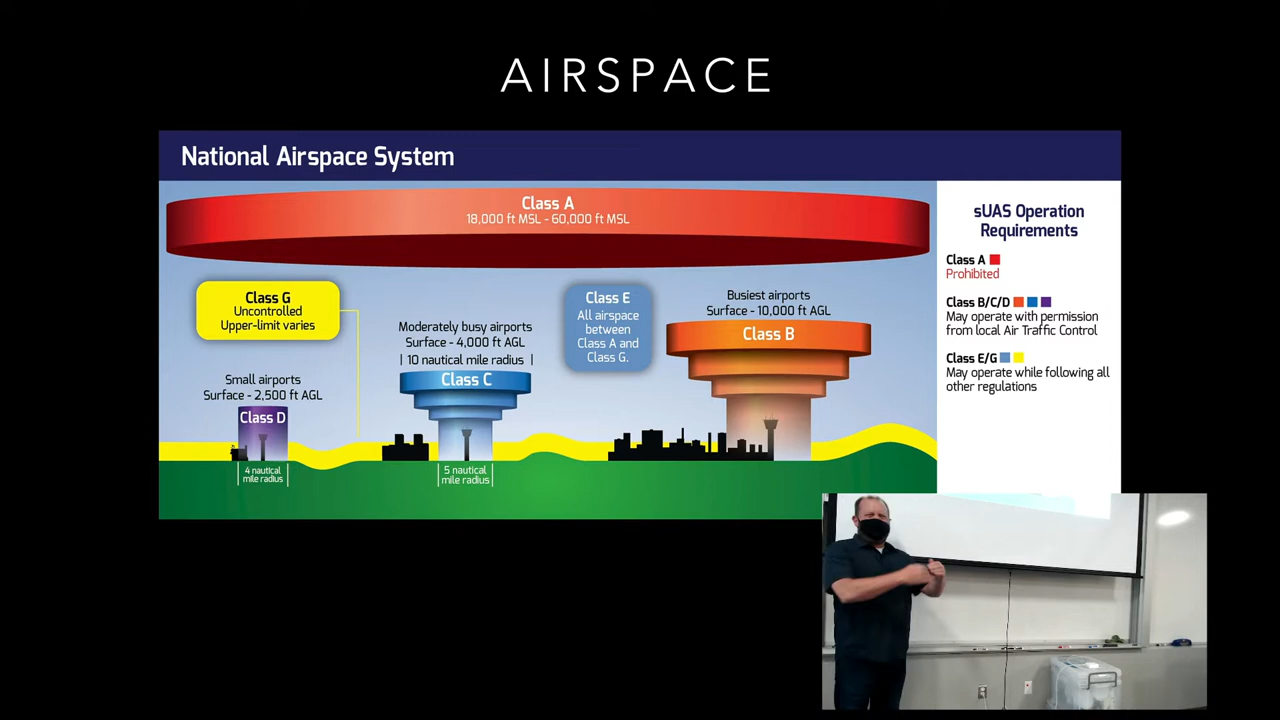 AIRSPACE
National Airspace System
Class A
18,000 ft MSL - 60,000 ft MSL
Class G
Uncontrolled
Upper-limit varies
Small airports
Surface - 2,500 ft AGL
Class D
4 nautical
mile radius
Moderately busy airports
Surface - 4,000 ft AGL
10 nautical mile radius
Class C
5 nautical
mile radius
Class E
All airspace
between
Class A and
Class G.
Busiest airports
Surface - 10,000 ft AGL
Class B
sUAS Operation
Requirements
Class A
Prohibited
Class B/C/D
May operate with permission
from local Air Traffic Control
Class E/G
May operate while following all
other regulations